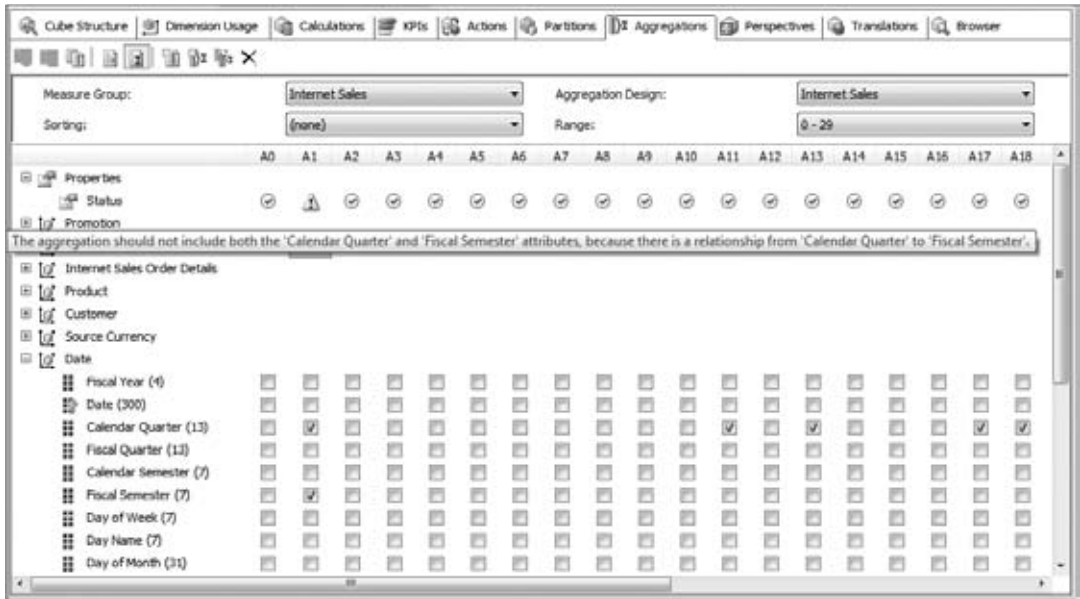 Cube Structure Dimension Usage Calculations KPIs Actions Partitions Aggregations Perspectives Translations Browser
Measure Group: Internet Sales Aggregation Design: Internet Sales
Sorting: (none) Range: 0 - 29
A0 A1 A2 A3 A4 A5 A6 A7 A8 A9 A10 A11 A12 A13 A14 A15 A16 A17 A18
Properties
Status
Promotion
The aggregation should not include both the 'Calendar Quarter' and 'Fiscal Semester' attributes, because there is a relationship from 'Calendar Quarter' to 'Fiscal Semester'.
Internet Sales Order Details
Product
Customer
Source Currency
Date
Fiscal Year (4)
Date (300)
Calendar Quarter (13)
Fiscal Quarter (13)
Calendar Semester (7)
Fiscal Semester (7)
Day of Week (7)
Day Name (7)
Day of Month (31)